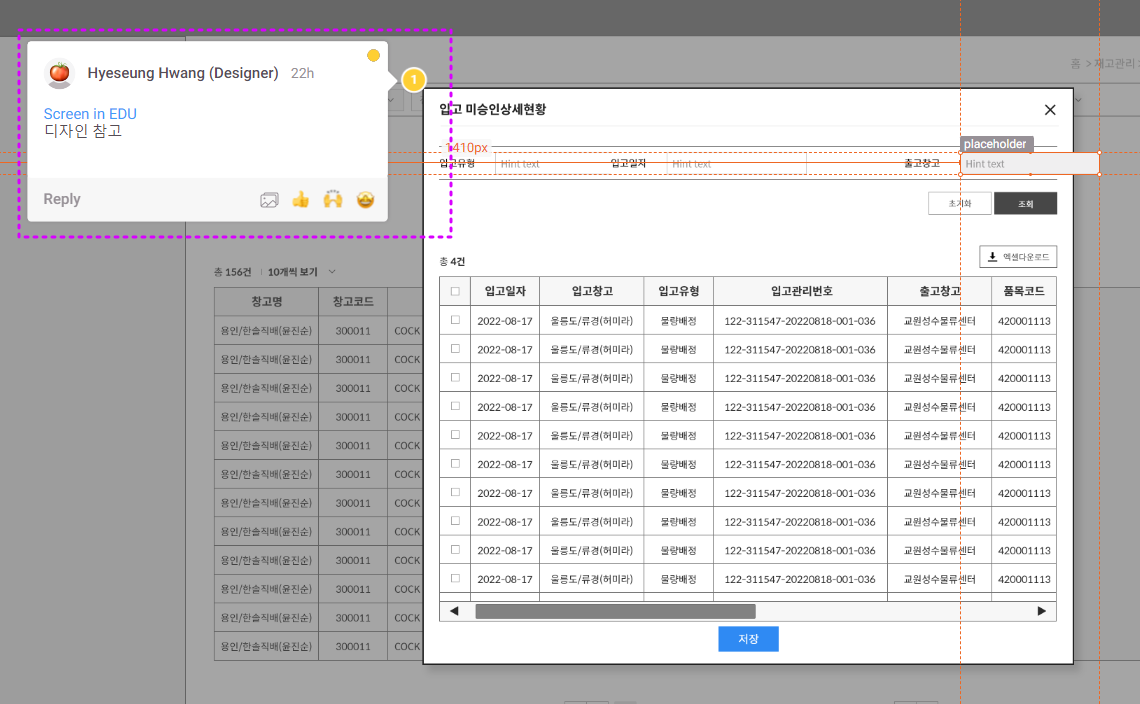 홈 > 재고관리 >
Hyeseung Hwang (Designer) 22h
1
Screen in EDU
디자인 참고
Reply
입고 미승인상세현황
1410px
placeholder
입고유형 Hint text 입고일자 Hint text 출고창고 Hint text
초기화 조회
총 4건 엑셀다운로드
입고일자 입고창고 입고유형 입고관리번호 출고창고 품목코드
2022-08-17 울릉도/류경(허미라) 물량배정 122-311547-20220818-001-036 교원성수물류센터 420001113
2022-08-17 울릉도/류경(허미라) 물량배정 122-311547-20220818-001-036 교원성수물류센터 420001113
2022-08-17 울릉도/류경(허미라) 물량배정 122-311547-20220818-001-036 교원성수물류센터 420001113
2022-08-17 울릉도/류경(허미라) 물량배정 122-311547-20220818-001-036 교원성수물류센터 420001113
2022-08-17 울릉도/류경(허미라) 물량배정 122-311547-20220818-001-036 교원성수물류센터 420001113
2022-08-17 울릉도/류경(허미라) 물량배정 122-311547-20220818-001-036 교원성수물류센터 420001113
2022-08-17 울릉도/류경(허미라) 물량배정 122-311547-20220818-001-036 교원성수물류센터 420001113
2022-08-17 울릉도/류경(허미라) 물량배정 122-311547-20220818-001-036 교원성수물류센터 420001113
2022-08-17 울릉도/류경(허미라) 물량배정 122-311547-20220818-001-036 교원성수물류센터 420001113
2022-08-17 울릉도/류경(허미라) 물량배정 122-311547-20220818-001-036 교원성수물류센터 420001113
저장
총 156건 10개씩 보기
창고명 창고코드
용인/한솔직배(윤진순) 300011 COCK
용인/한솔직배(윤진순) 300011 COCK
용인/한솔직배(윤진순) 300011 COCK
용인/한솔직배(윤진순) 300011 COCK
용인/한솔직배(윤진순) 300011 COCK
용인/한솔직배(윤진순) 300011 COCK
용인/한솔직배(윤진순) 300011 COCK
용인/한솔직배(윤진순) 300011 COCK
용인/한솔직배(윤진순) 300011 COCK
용인/한솔직배(윤진순) 300011 COCK
용인/한솔직배(윤진순) 300011 COCK
용인/한솔직배(윤진순) 300011 COCK